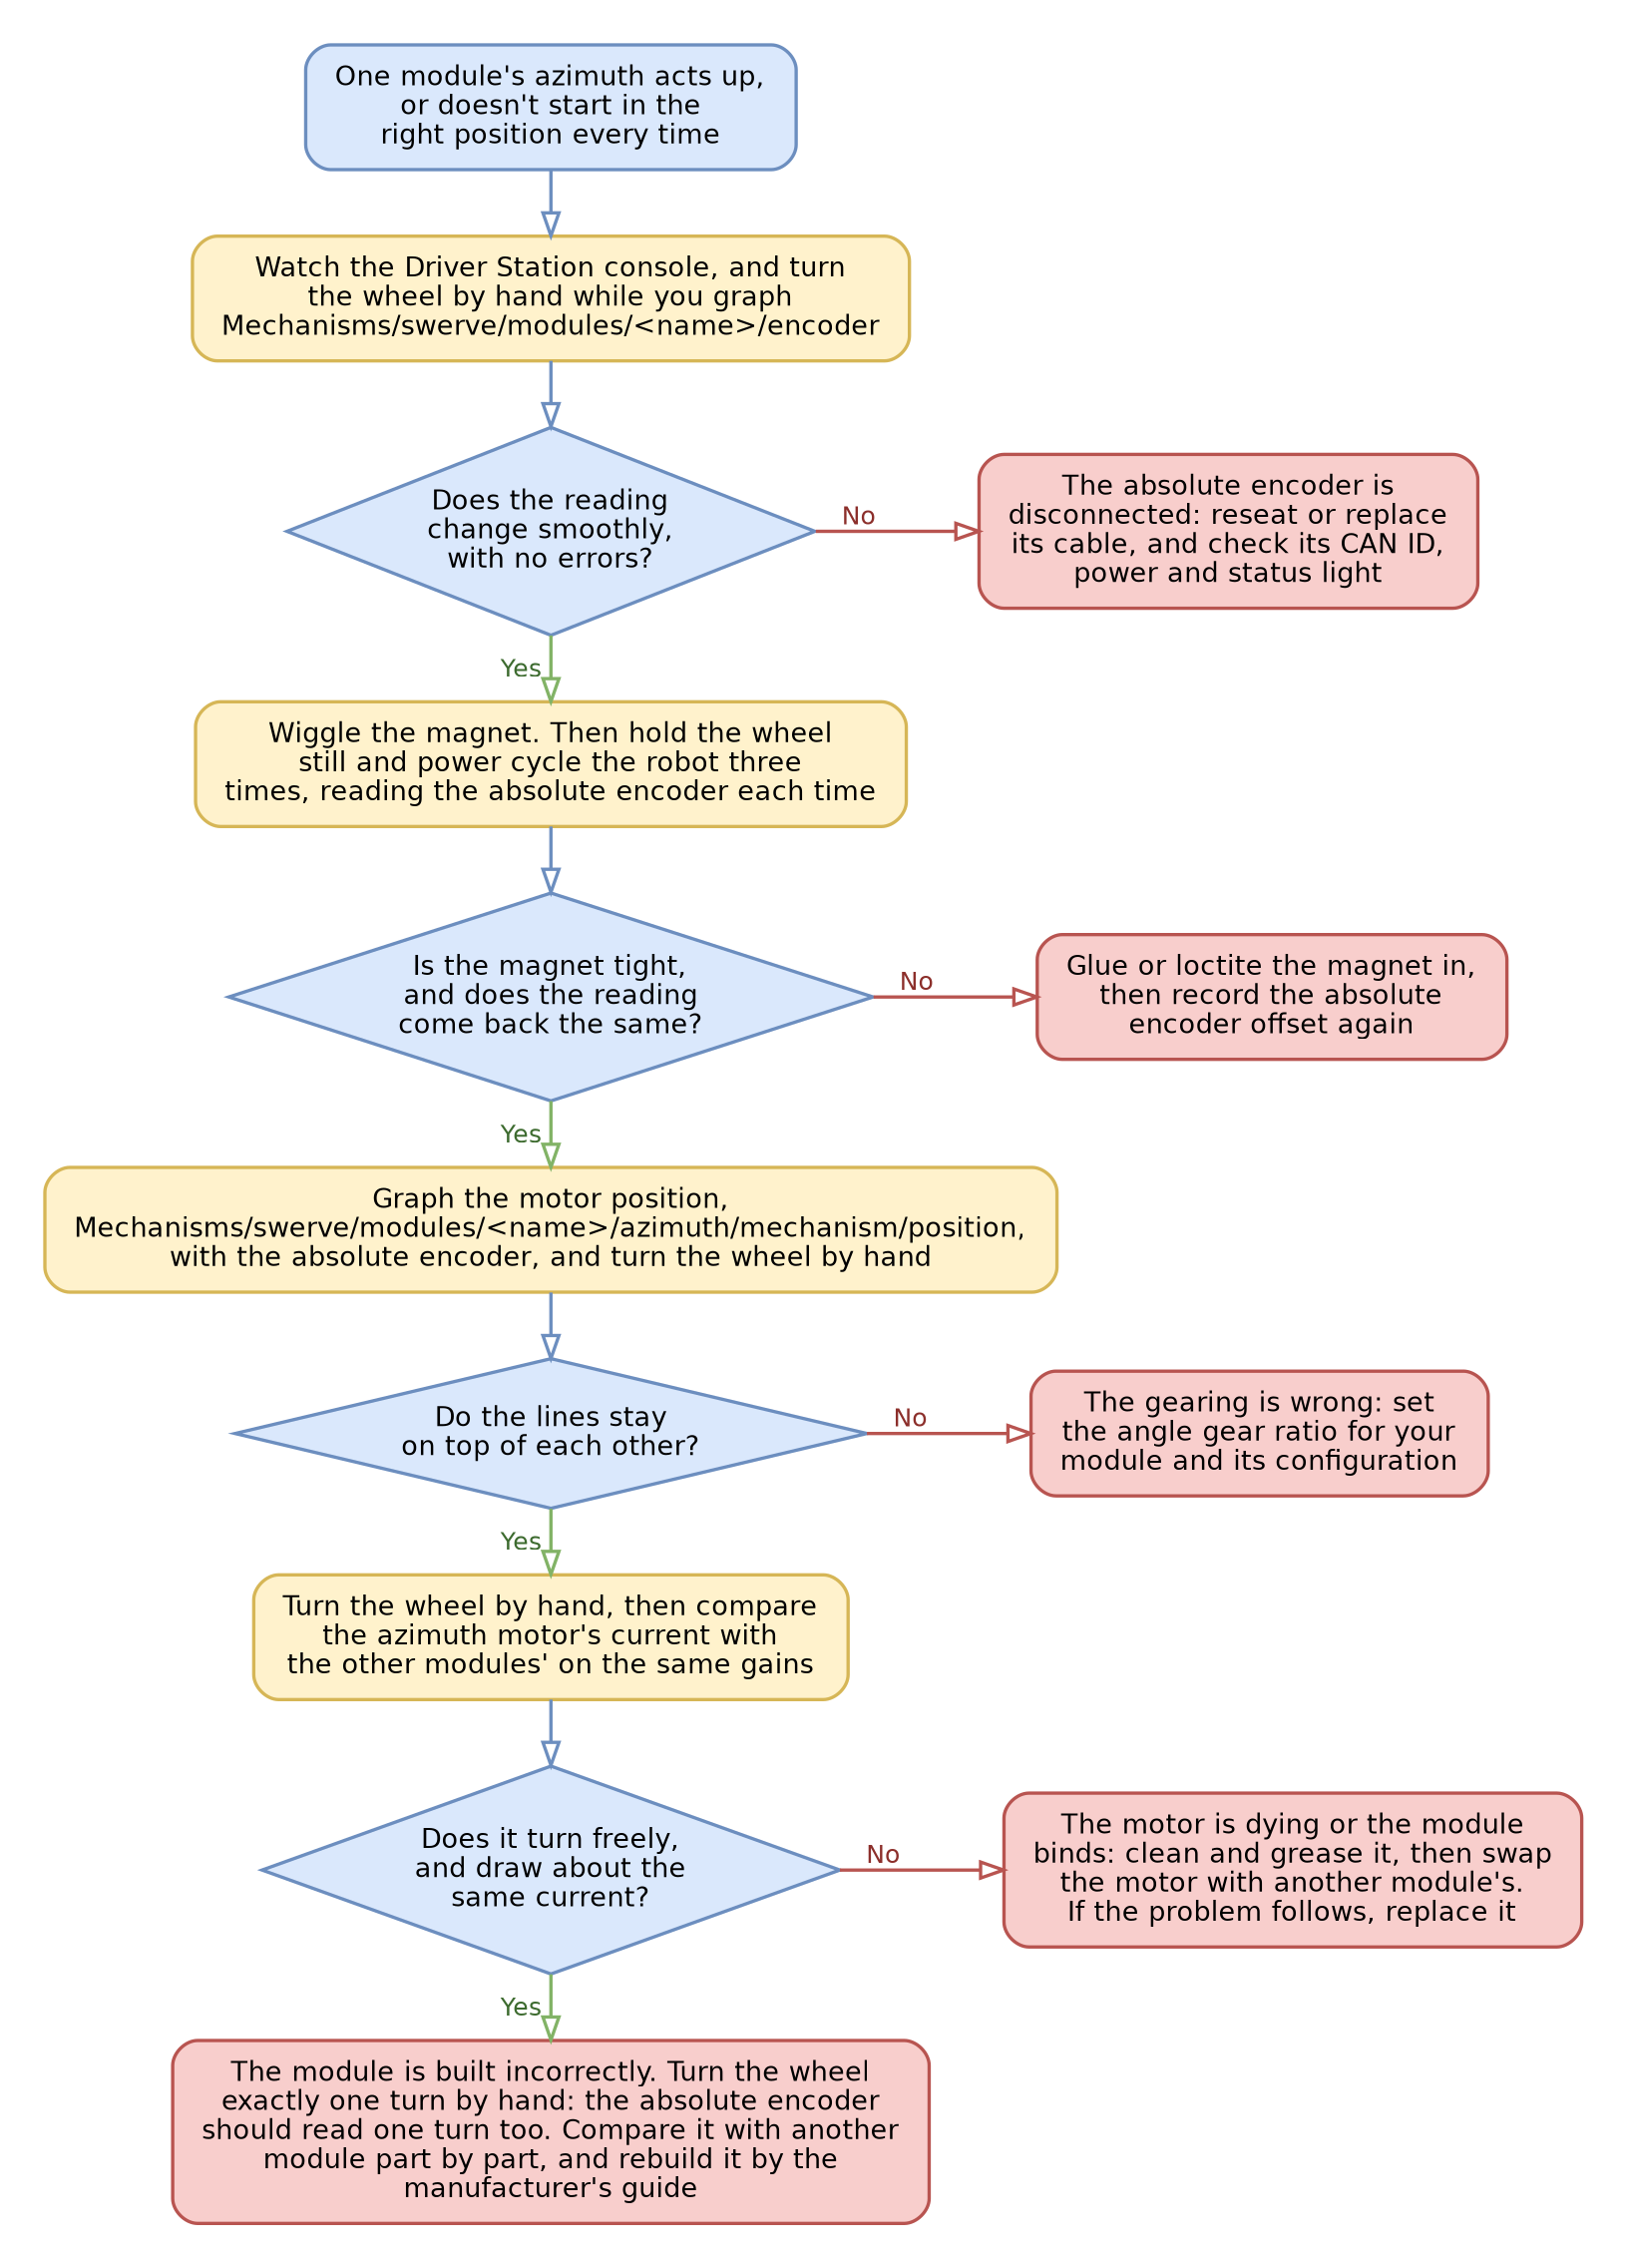 One module's azimuth acts up,
or doesn't start in the
right position every time
Watch the Driver Station console, and turn
the wheel by hand while you graph
Mechanisms/swerve/modules/<name>/encoder
Does the reading
change smoothly,
with no errors?
No
The absolute encoder is
disconnected: reseat or replace
its cable, and check its CAN ID,
power and status light
Yes
Wiggle the magnet. Then hold the wheel
still and power cycle the robot three
times, reading the absolute encoder each time
Is the magnet tight,
and does the reading
come back the same?
No
Glue or loctite the magnet in,
then record the absolute
encoder offset again
Yes
Graph the motor position,
Mechanisms/swerve/modules/<name>/azimuth/mechanism/position,
with the absolute encoder, and turn the wheel by hand
Do the lines stay
on top of each other?
No
The gearing is wrong: set
the angle gear ratio for your
module and its configuration
Yes
Turn the wheel by hand, then compare
the azimuth motor's current with
the other modules' on the same gains
Does it turn freely,
and draw about the
same current?
No
The motor is dying or the module
binds: clean and grease it, then swap
the motor with another module's.
If the problem follows, replace it
Yes
The module is built incorrectly. Turn the wheel
exactly one turn by hand: the absolute encoder
should read one turn too. Compare it with another
module part by part, and rebuild it by the
manufacturer's guide